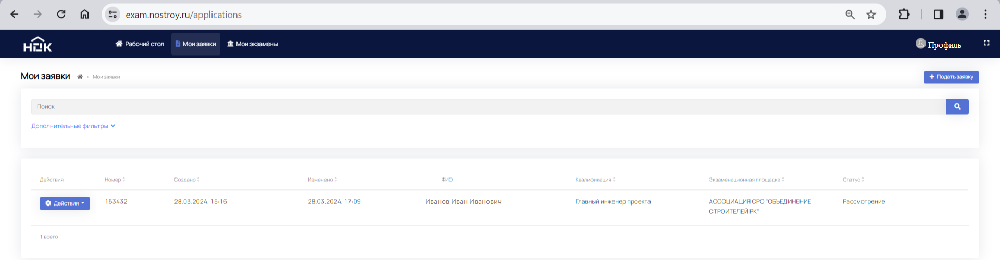 exam.nostroy.ru/applications
НОК Рабочий стол Мои заявки Мои экзамены Профиль
Мои заявки • Мои заявки + Подать заявку
Поиск
Дополнительные фильтры
Действия Номер Создано Изменено ФИО Квалификация Экзаменационная площадка Статус
Действия 153432 28.03.2024, 15:16 28.03.2024, 17:09 Иванов Иван Иванович Главный инженер проекта АССОЦИАЦИЯ СРО "ОБЪЕДИНЕНИЕ Рассмотрение
СТРОИТЕЛЕЙ РК"
1 всего